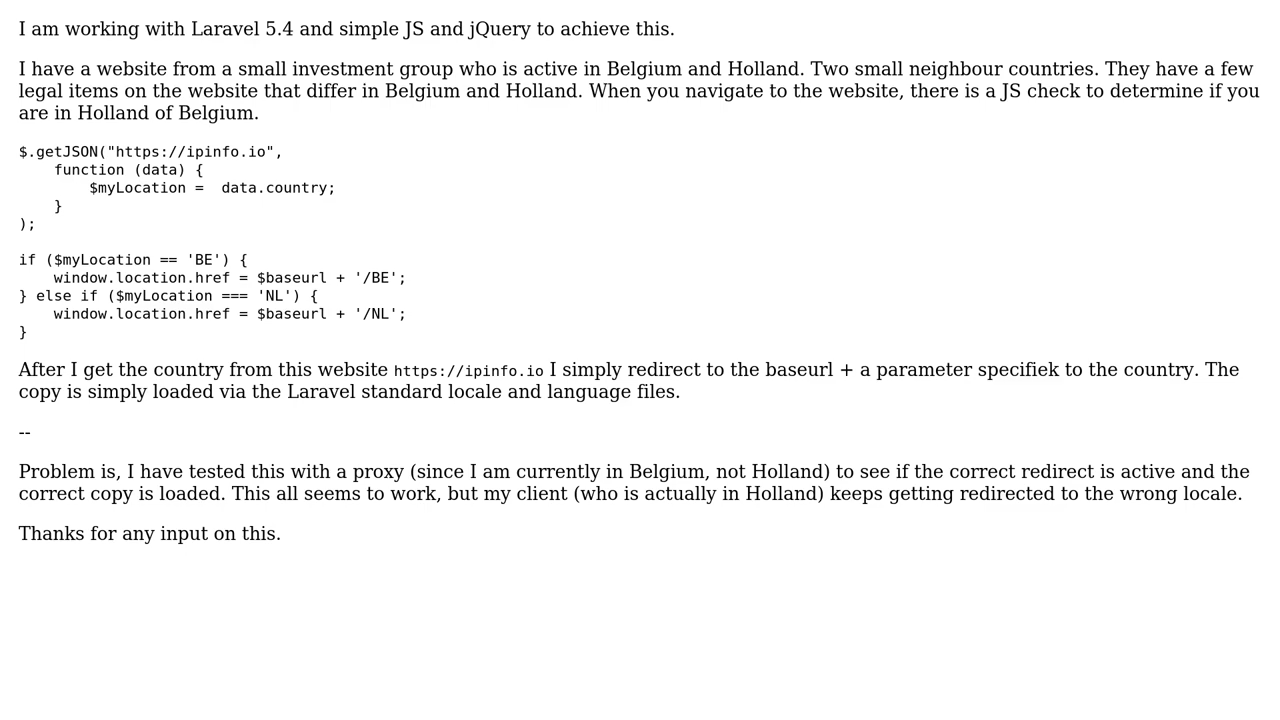 I am working with Laravel 5.4 and simple JS and jQuery to achieve this.
I have a website from a small investment group who is active in Belgium and Holland. Two small neighbour countries. They have a few
legal items on the website that differ in Belgium and Holland. When you navigate to the website, there is a JS check to determine if you
are in Holland of Belgium.
$.getJSON("https://ipinfo.io",
    function (data) {
        $myLocation =  data.country;
    }
);

if ($myLocation == 'BE') {
    window.location.href = $baseurl + '/BE';
} else if ($myLocation === 'NL') {
    window.location.href = $baseurl + '/NL';
}
After I get the country from this website https://ipinfo.io I simply redirect to the baseurl + a parameter specifiek to the country. The
copy is simply loaded via the Laravel standard locale and language files.
--
Problem is, I have tested this with a proxy (since I am currently in Belgium, not Holland) to see if the correct redirect is active and the
correct copy is loaded. This all seems to work, but my client (who is actually in Holland) keeps getting redirected to the wrong locale.
Thanks for any input on this.